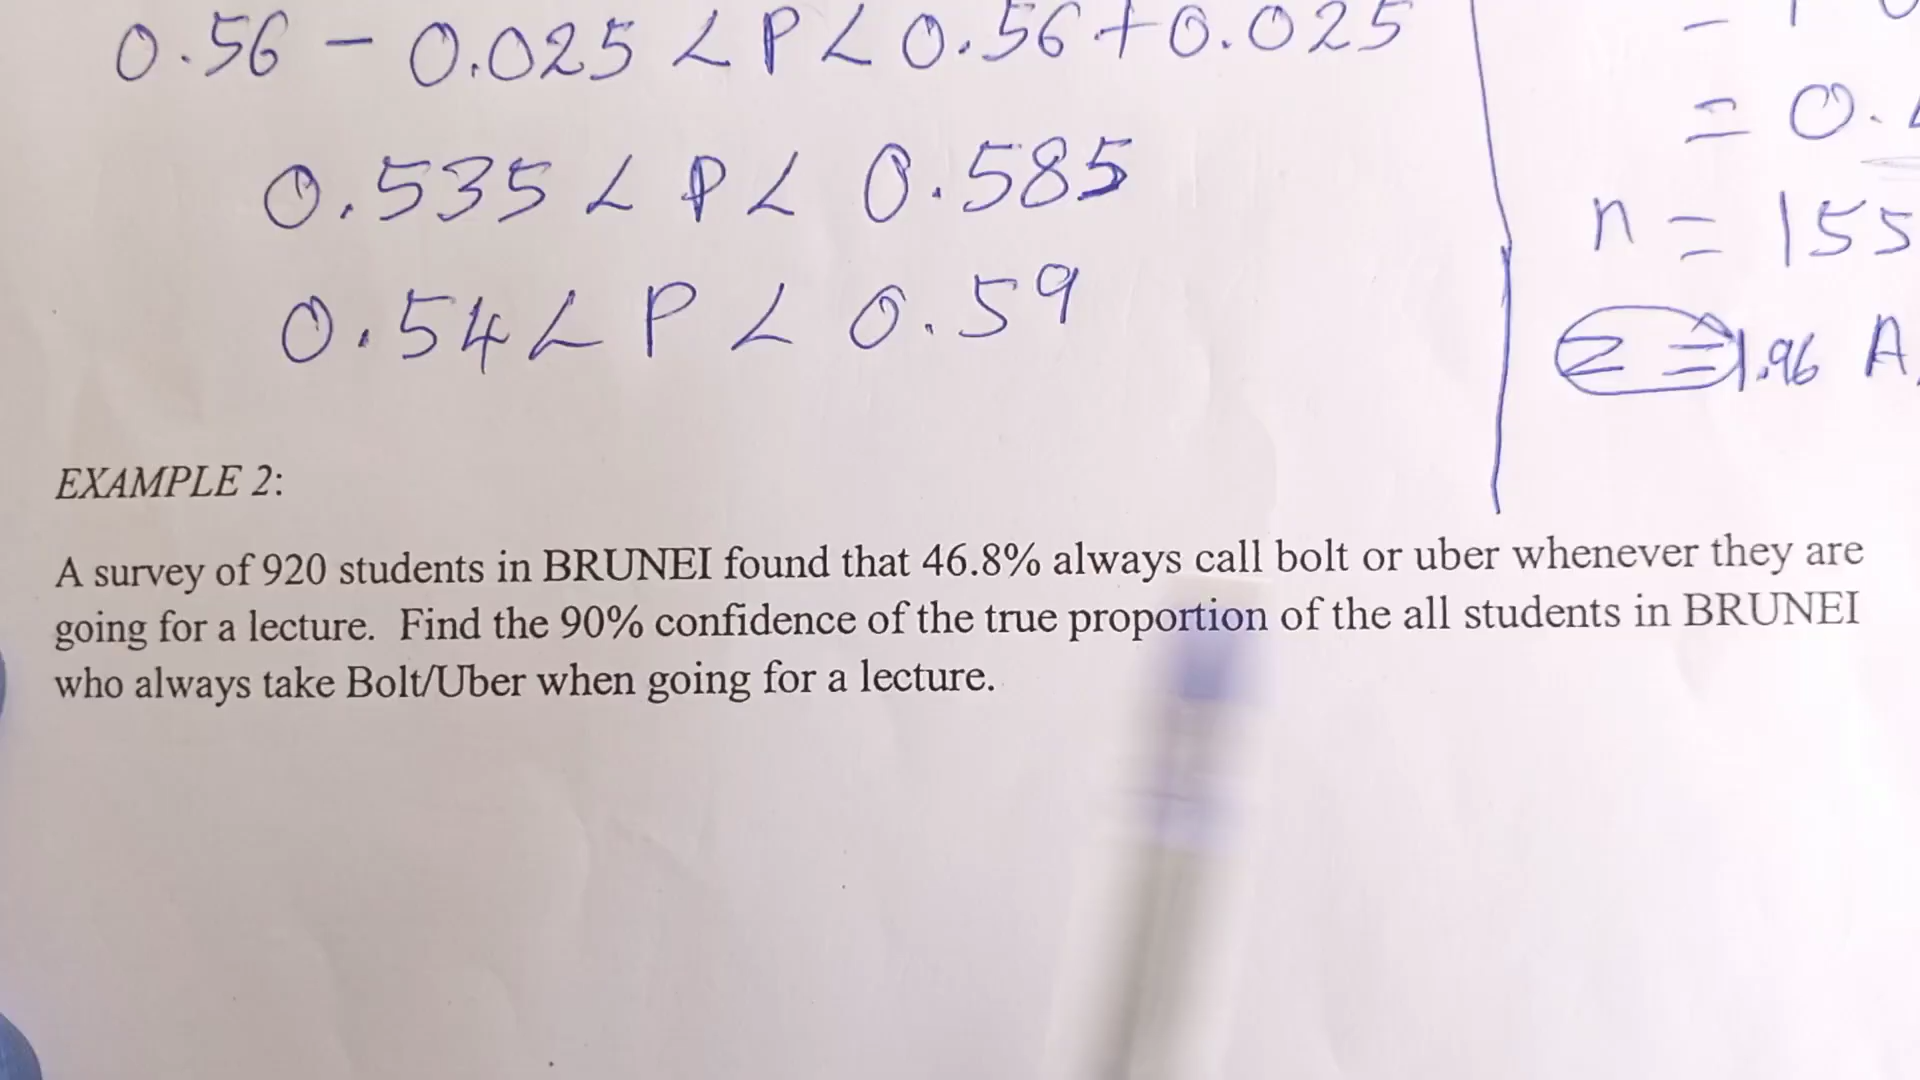 0.56 - 0.025 < P < 0.56 + 0.025
0.535 < P < 0.585
0.54 < P < 0.59
= 0.
n = 155
z = 1.96 A
EXAMPLE 2:
A survey of 920 students in BRUNEI found that 46.8% always call bolt or uber whenever they are
going for a lecture. Find the 90% confidence of the true proportion of the all students in BRUNEI
who always take Bolt/Uber when going for a lecture.